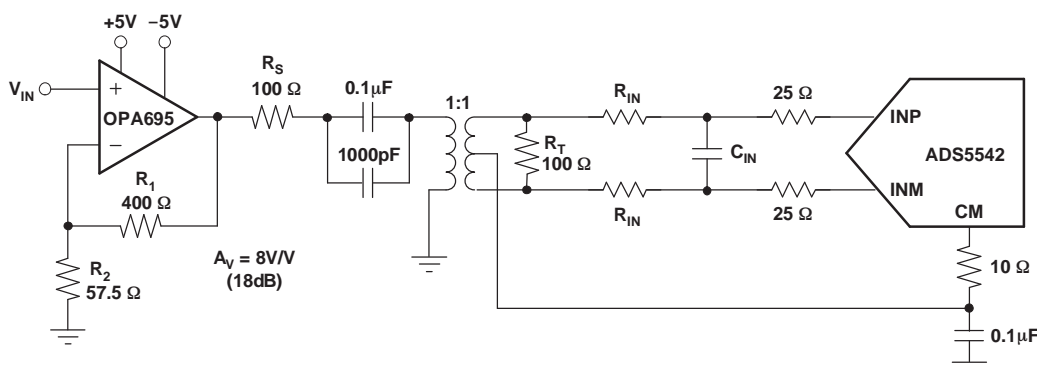 +5V
−5V
V_IN
+
OPA695
−
R_S
100 Ω
0.1μF
1000pF
1:1
R_T
100 Ω
R_IN
R_IN
C_IN
25 Ω
25 Ω
INP
INM
ADS5542
CM
10 Ω
0.1μF
R_1
400 Ω
R_2
57.5 Ω
A_V = 8V/V
(18dB)